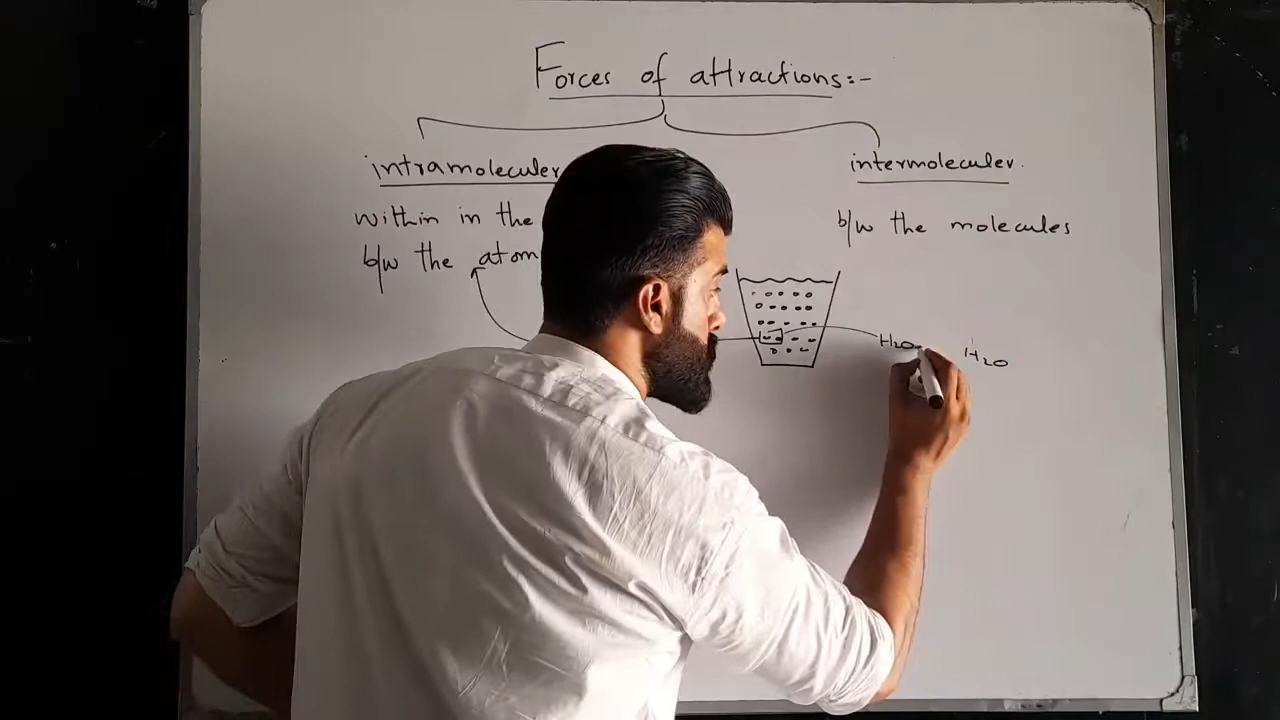 Forces of attractions:-
intramoleculer
intermoleculer.
within in the
b/w the atom
b/w the molecules
H2O
H2O